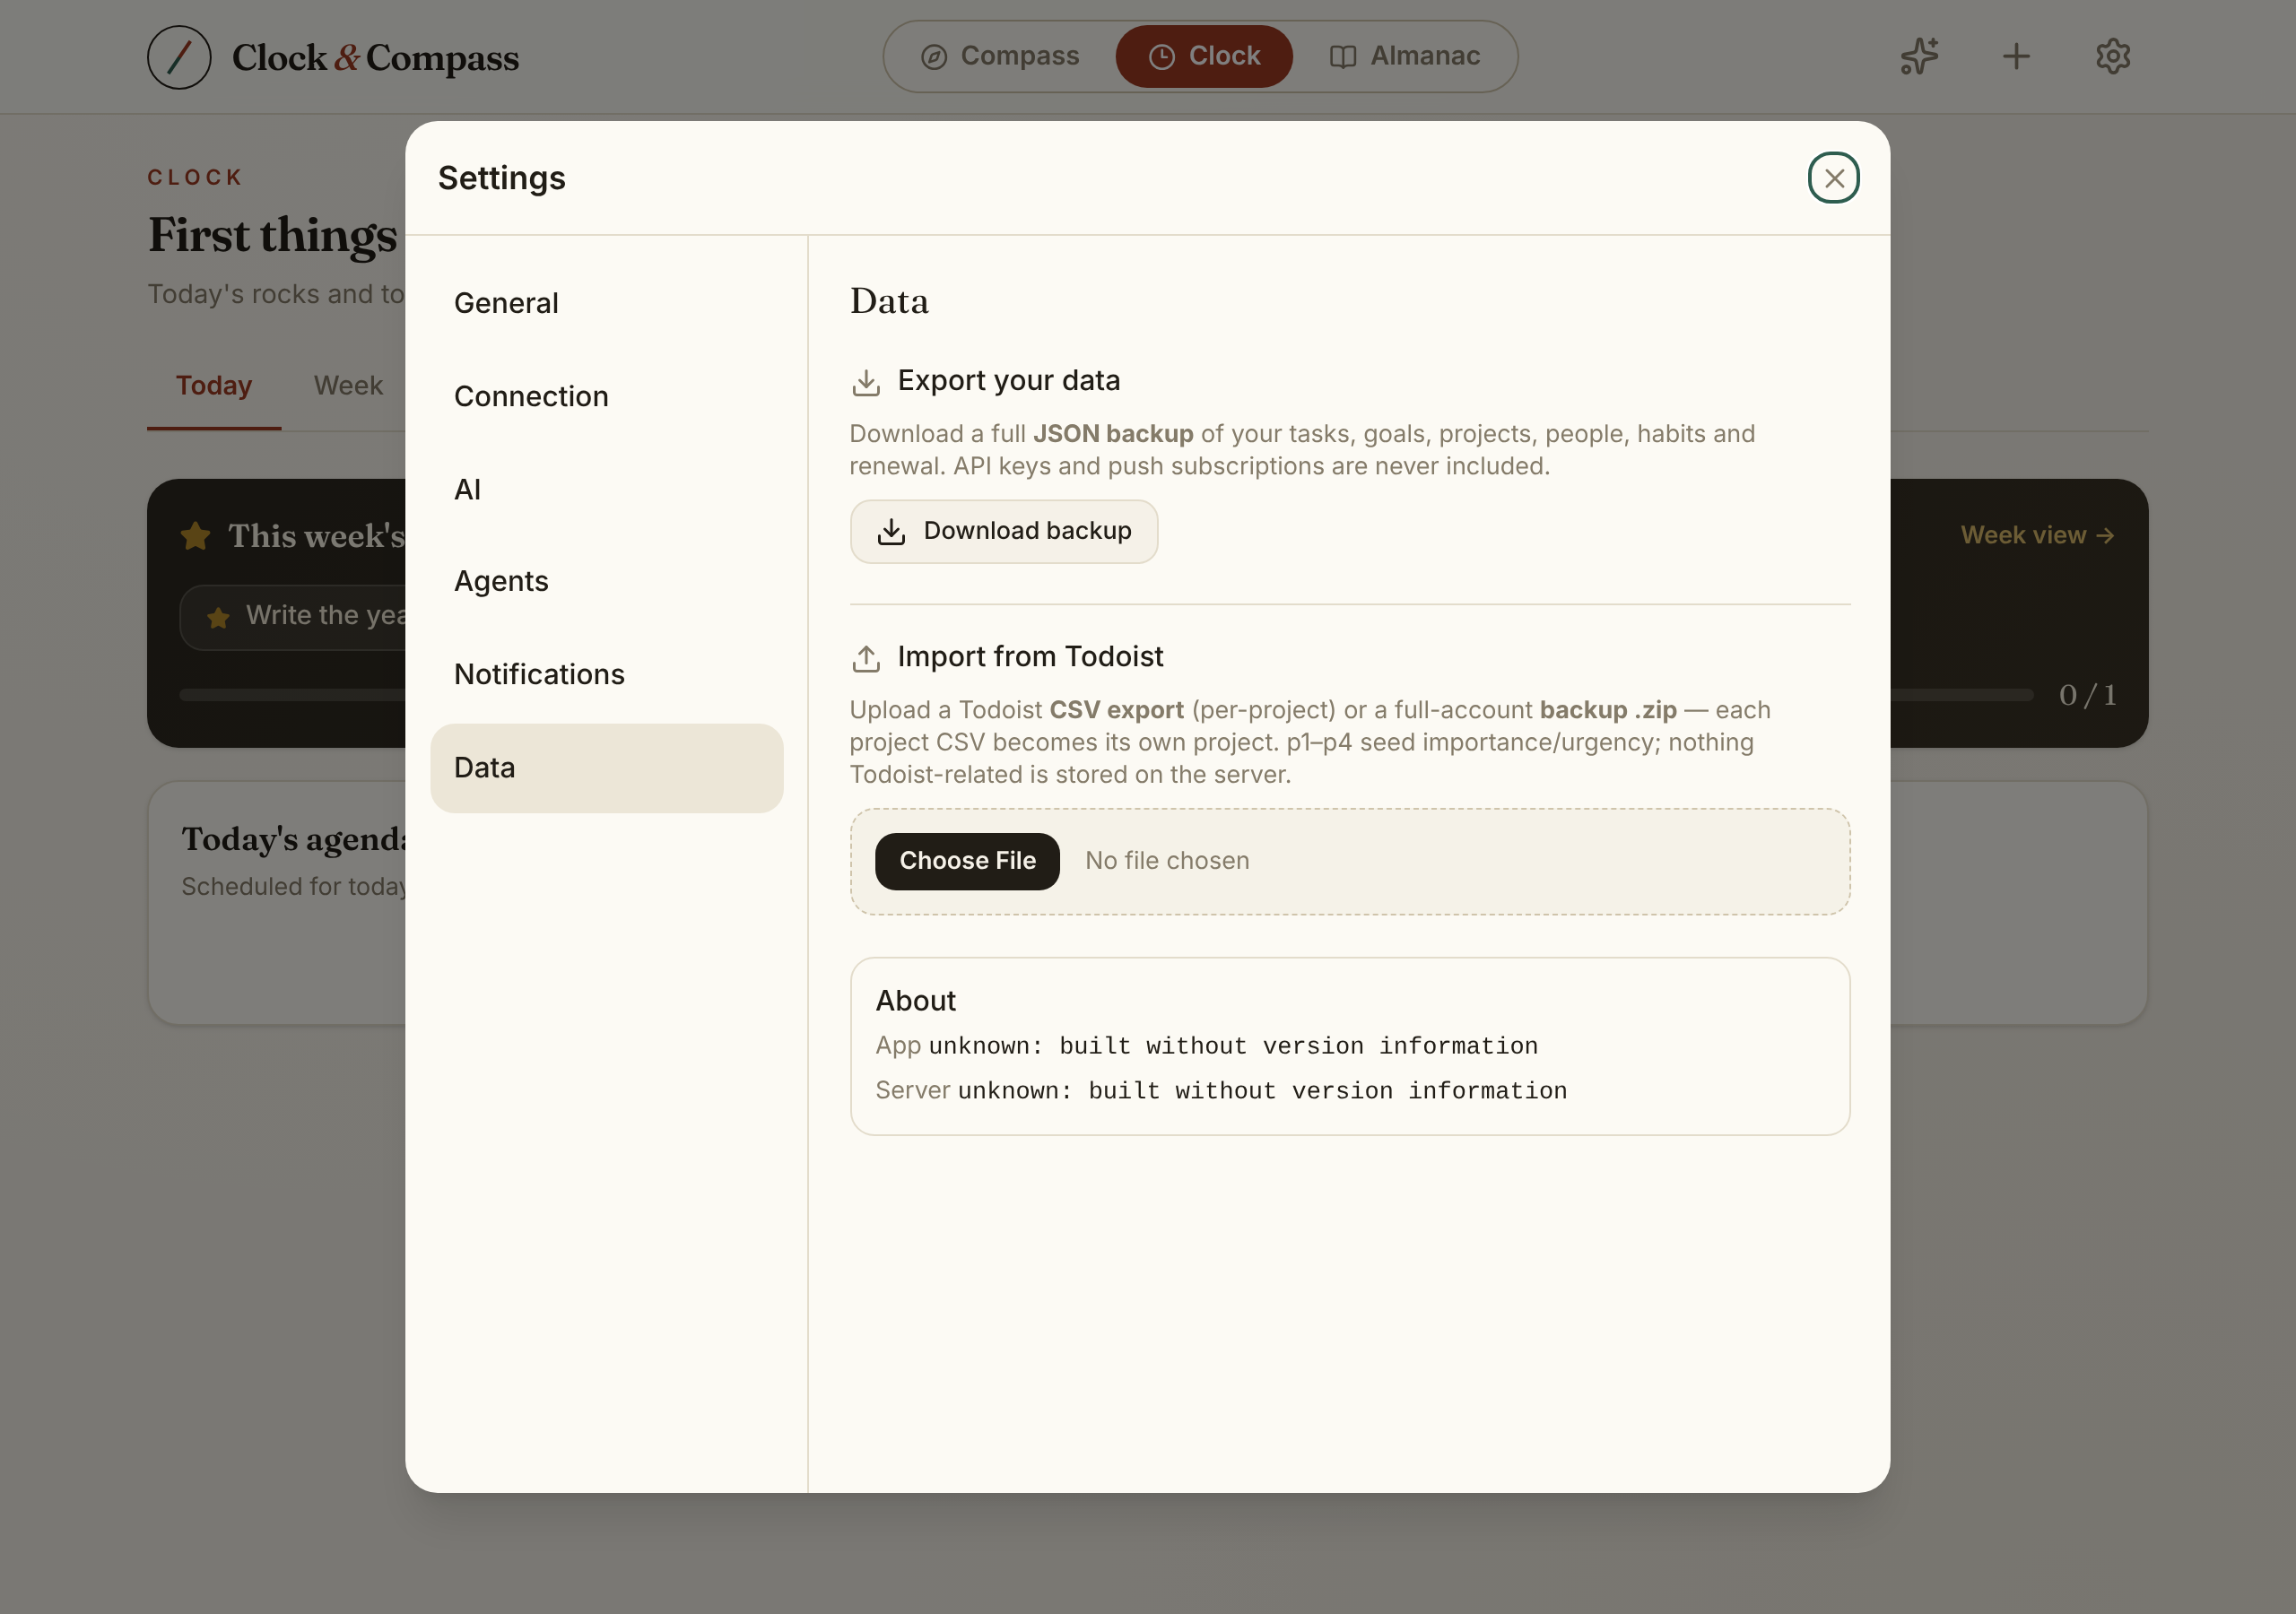 Clock & Compass
Compass
Clock
Almanac
CLOCK
First things
Today's rocks and to
Today
Week
This week's
Week view →
Write the yea
0 / 1
Today's agenda
Scheduled for today
Settings
General
Connection
AI
Agents
Notifications
Data
Data
Export your data
Download a full JSON backup of your tasks, goals, projects, people, habits and
renewal. API keys and push subscriptions are never included.
Download backup
Import from Todoist
Upload a Todoist CSV export (per-project) or a full-account backup .zip — each
project CSV becomes its own project. p1–p4 seed importance/urgency; nothing
Todoist-related is stored on the server.
Choose File No file chosen
About
App unknown: built without version information
Server unknown: built without version information